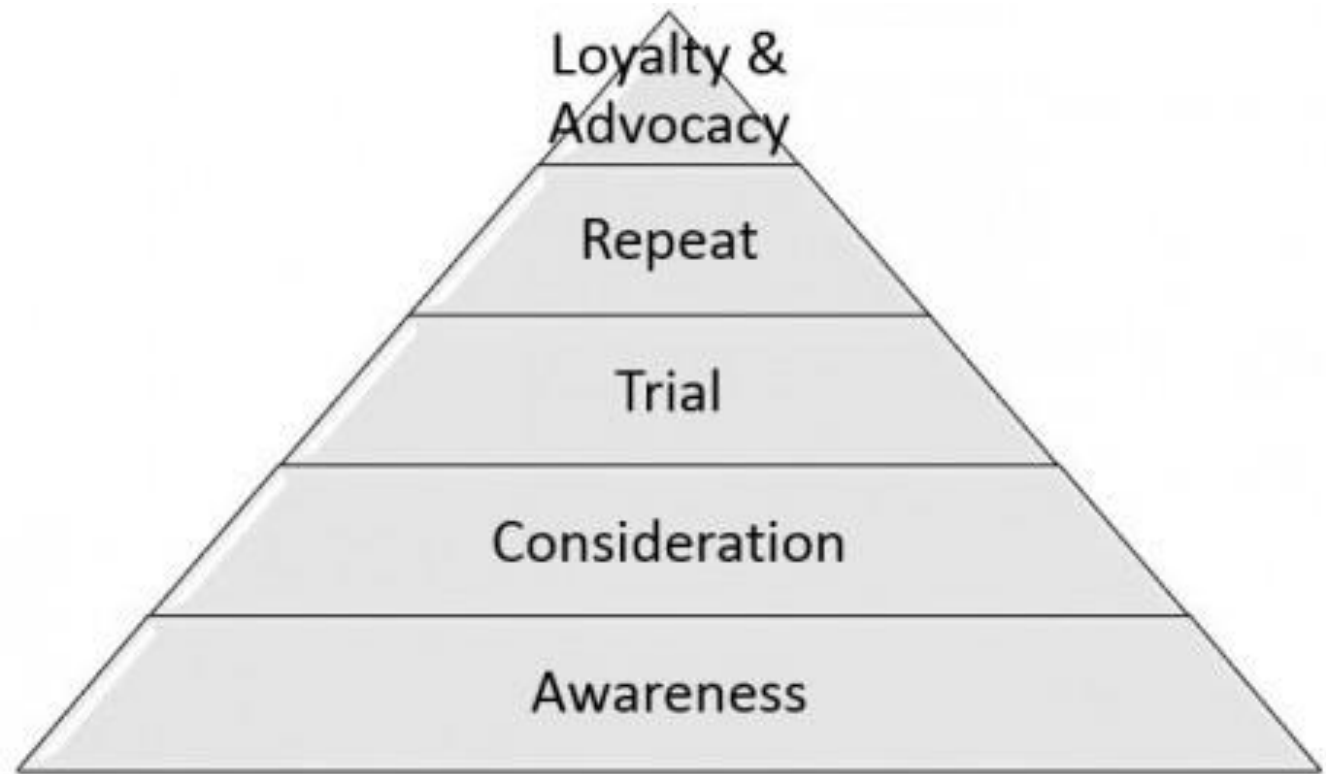 Loyalty &
Advocacy
Repeat
Trial
Consideration
Awareness